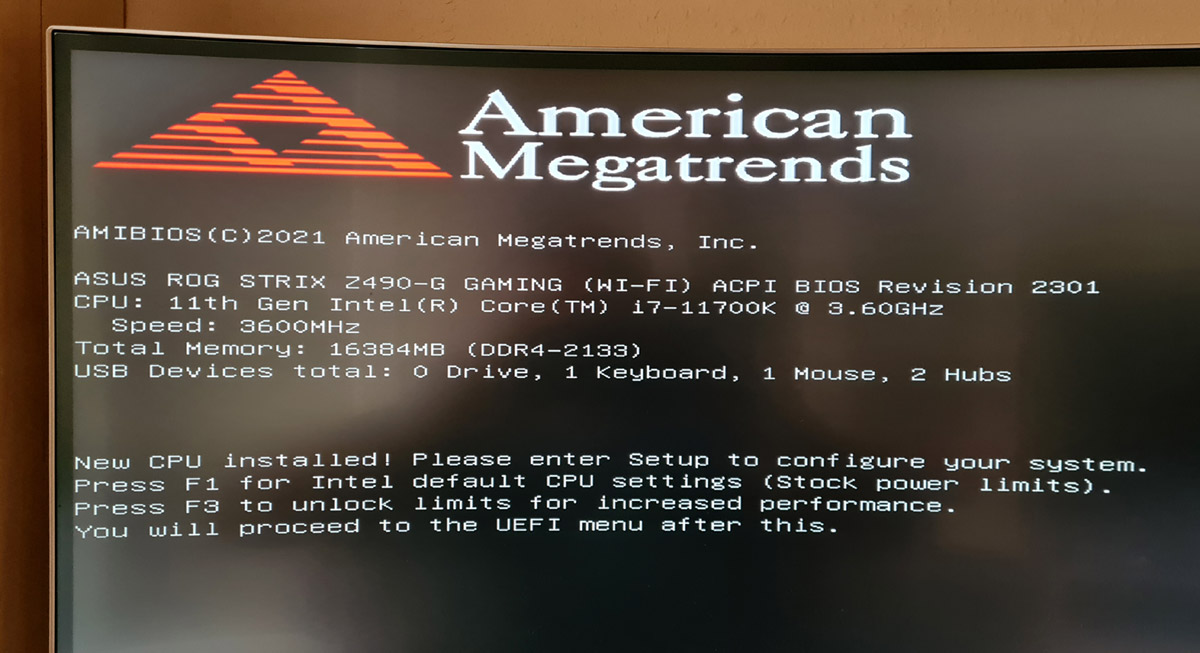 American
Megatrends
AMIBIOS(C)2021 American Megatrends, Inc.
ASUS ROG STRIX Z490-G GAMING (WI-FI) ACPI BIOS Revision 2301
CPU: 11th Gen Intel(R) Core(TM) i7-11700K @ 3.60GHz
Speed: 3600MHz
Total Memory: 16384MB (DDR4-2133)
USB Devices total: 0 Drive, 1 Keyboard, 1 Mouse, 2 Hubs
New CPU installed! Please enter Setup to configure your system.
Press F1 for Intel default CPU settings (Stock power limits).
Press F3 to unlock limits for increased performance.
You will proceed to the UEFI menu after this.